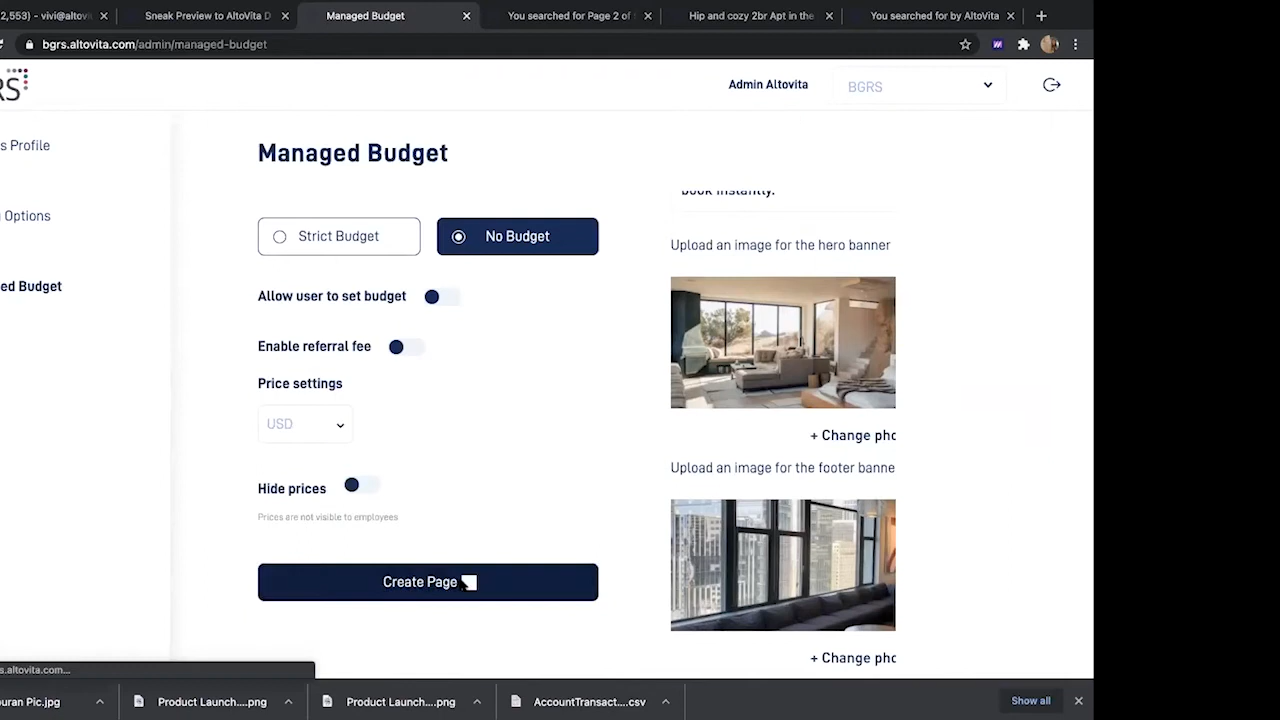 2,553) - vivi@altov
Sneak Preview to AltoVita D
Managed Budget
You searched for Page 2 of
Hip and cozy 2br Apt in the
You searched for by AltoVita
bgrs.altovita.com/admin/managed-budget
RS
Admin Altovita
BGRS
s Profile
Options
ed Budget
Managed Budget
Strict Budget
No Budget
Allow user to set budget
Enable referral fee
Price settings
USD
Hide prices
Prices are not visible to employees
Create Page
book instantly.
Upload an image for the hero banner
+ Change pho
Upload an image for the footer banne
+ Change pho
s.altovita.com...
uran Pic.jpg
Product Launch....png
Product Launch....png
AccountTransact....csv
Show all